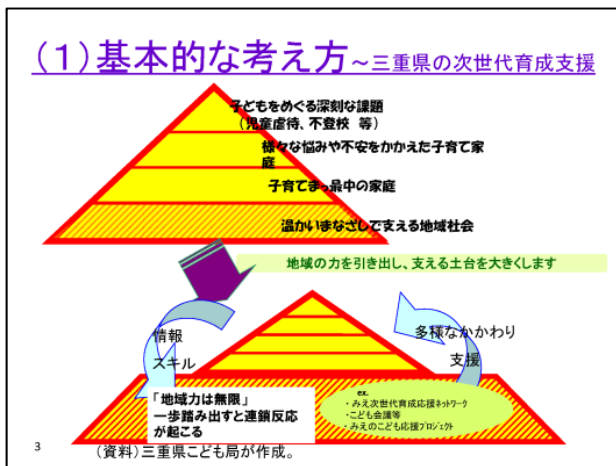 (1)基本的な考え方～三重県の次世代育成支援
子どもをめぐる深刻な課題
(児童虐待、不登校 等)
様々な悩みや不安をかかえた子育て家
庭
子育てまっ最中の家庭
温かいまなざしで支える地域社会
地域の力を引き出し、支える土台を大きくします
情報
スキル
多様なかかわり
支援
「地域力は無限」
一歩踏み出すと連鎖反応
が起こる
ex.
・みえ次世代育成応援ネットワーク
・こども会議等
・みえのこども応援プロジェクト
3
(資料)三重県こども局が作成。